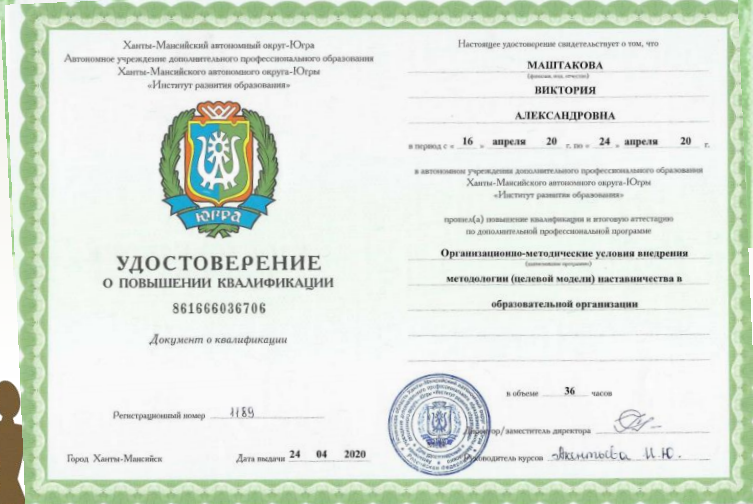 Ханты-Мансийский автономный округ-Югра
Автономное учреждение дополнительного профессионального образования
Ханты-Мансийского автономного округа-Югры
«Институт развития образования»
ЮГРА
УДОСТОВЕРЕНИЕ
О ПОВЫШЕНИИ КВАЛИФИКАЦИИ
861666036706
Документ о квалификации
Регистрационный номер 1189
Город Ханты-Мансийск Дата выдачи 24 04 2020
Настоящее удостоверение свидетельствует о том, что
МАШТАКОВА
(фамилия, имя, отчество)
ВИКТОРИЯ
АЛЕКСАНДРОВНА
в период с « 16 » апреля 20 г. по « 24 » апреля 20 г.
в автономном учреждении дополнительного профессионального образования
Ханты-Мансийского автономного округа-Югры
«Институт развития образования»
прошел(а) повышение квалификации и итоговую аттестацию
по дополнительной профессиональной программе
Организационно-методические условия внедрения
(наименование программы)
методологии (целевой модели) наставничества в
образовательной организации
в объеме 36 часов
Директор/заместитель директора
Руководитель курсов И.Ю.